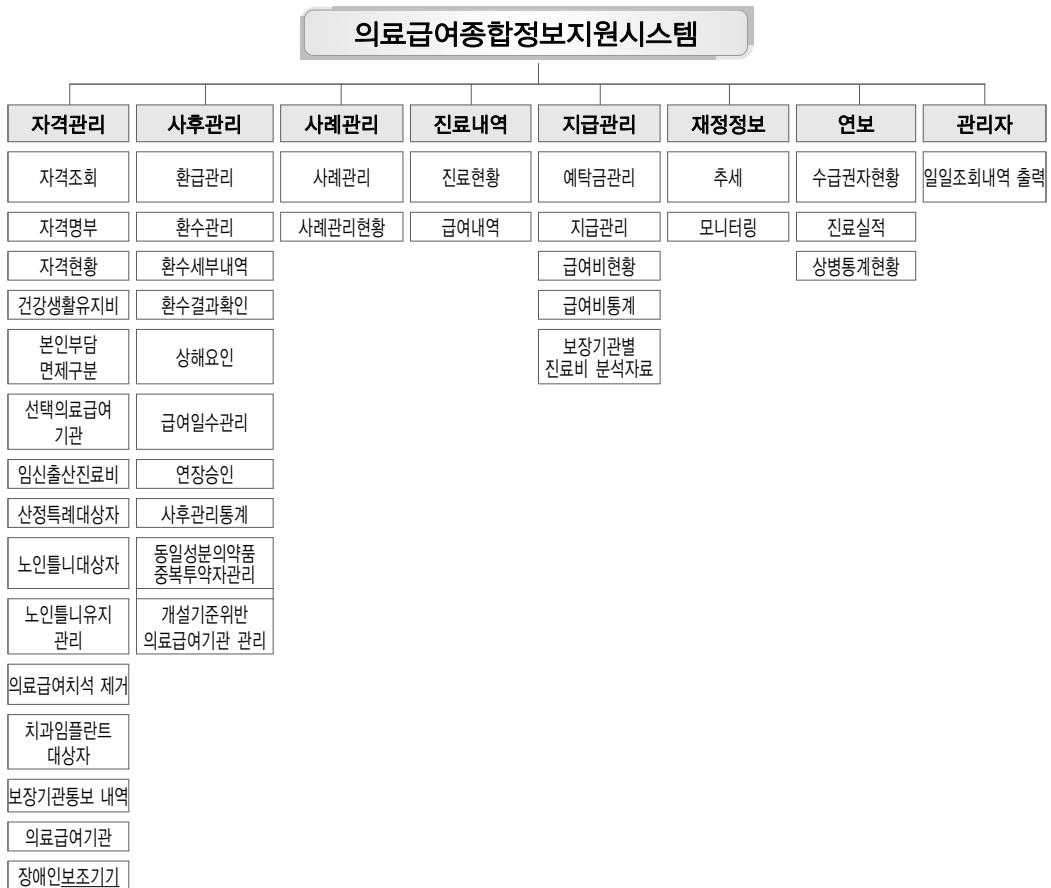 의료급여종합정보지원시스템
자격관리
사후관리
사례관리
진료내역
지급관리
재정정보
연보
관리자
자격조회
환급관리
사례관리
진료현황
예탁금관리
추세
수급권자현황
일일조회내역 출력
자격명부
환수관리
사례관리현황
급여내역
지급관리
모니터링
진료실적
자격현황
환수세부내역
급여비현황
상병통계현황
건강생활유지비
환수결과확인
급여비통계
본인부담
면제구분
상해요인
보장기관별
진료비 분석자료
선택의료급여
기관
급여일수관리
임신출산진료비
연장승인
산정특례대상자
사후관리통계
노인틀니대상자
동일성분의약품
중복투약자관리
노인틀니유지
관리
개설기준위반
의료급여기관 관리
의료급여치석 제거
치과임플란트
대상자
보장기관통보 내역
의료급여기관
장애인보조기기